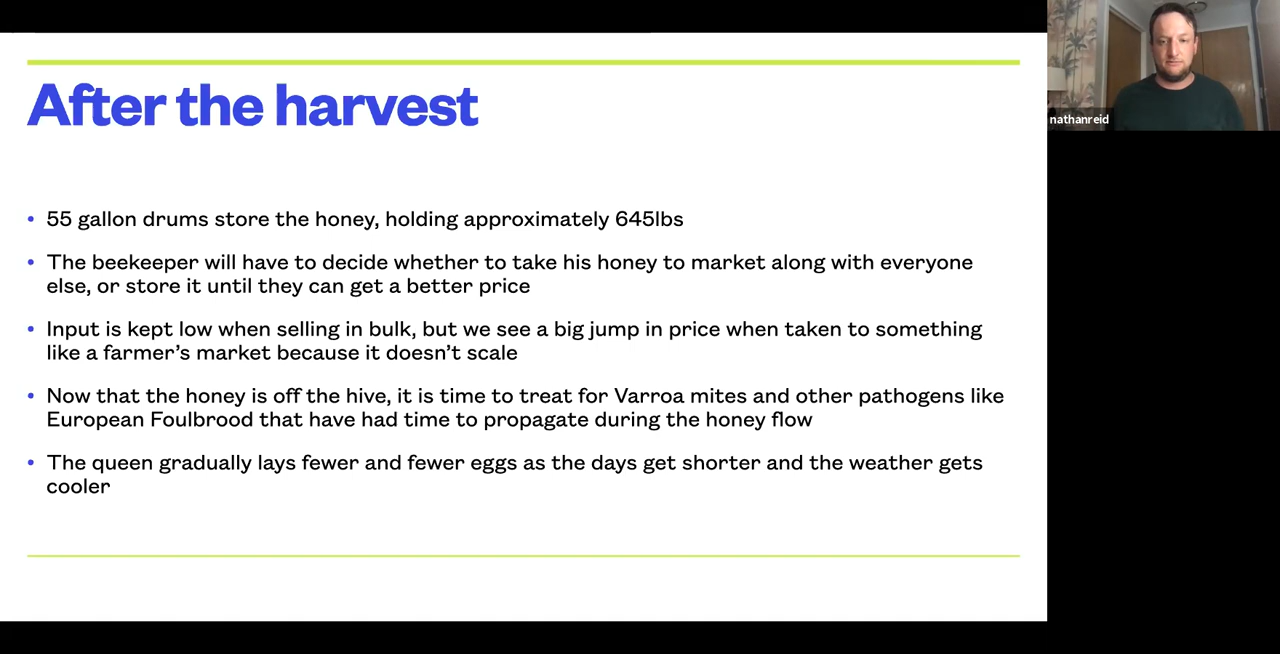 After the harvest
• 55 gallon drums store the honey, holding approximately 645lbs
• The beekeeper will have to decide whether to take his honey to market along with everyone
else, or store it until they can get a better price
• Input is kept low when selling in bulk, but we see a big jump in price when taken to something
like a farmer’s market because it doesn’t scale
• Now that the honey is off the hive, it is time to treat for Varroa mites and other pathogens like
European Foulbrood that have had time to propagate during the honey flow
• The queen gradually lays fewer and fewer eggs as the days get shorter and the weather gets
cooler
nathanreid